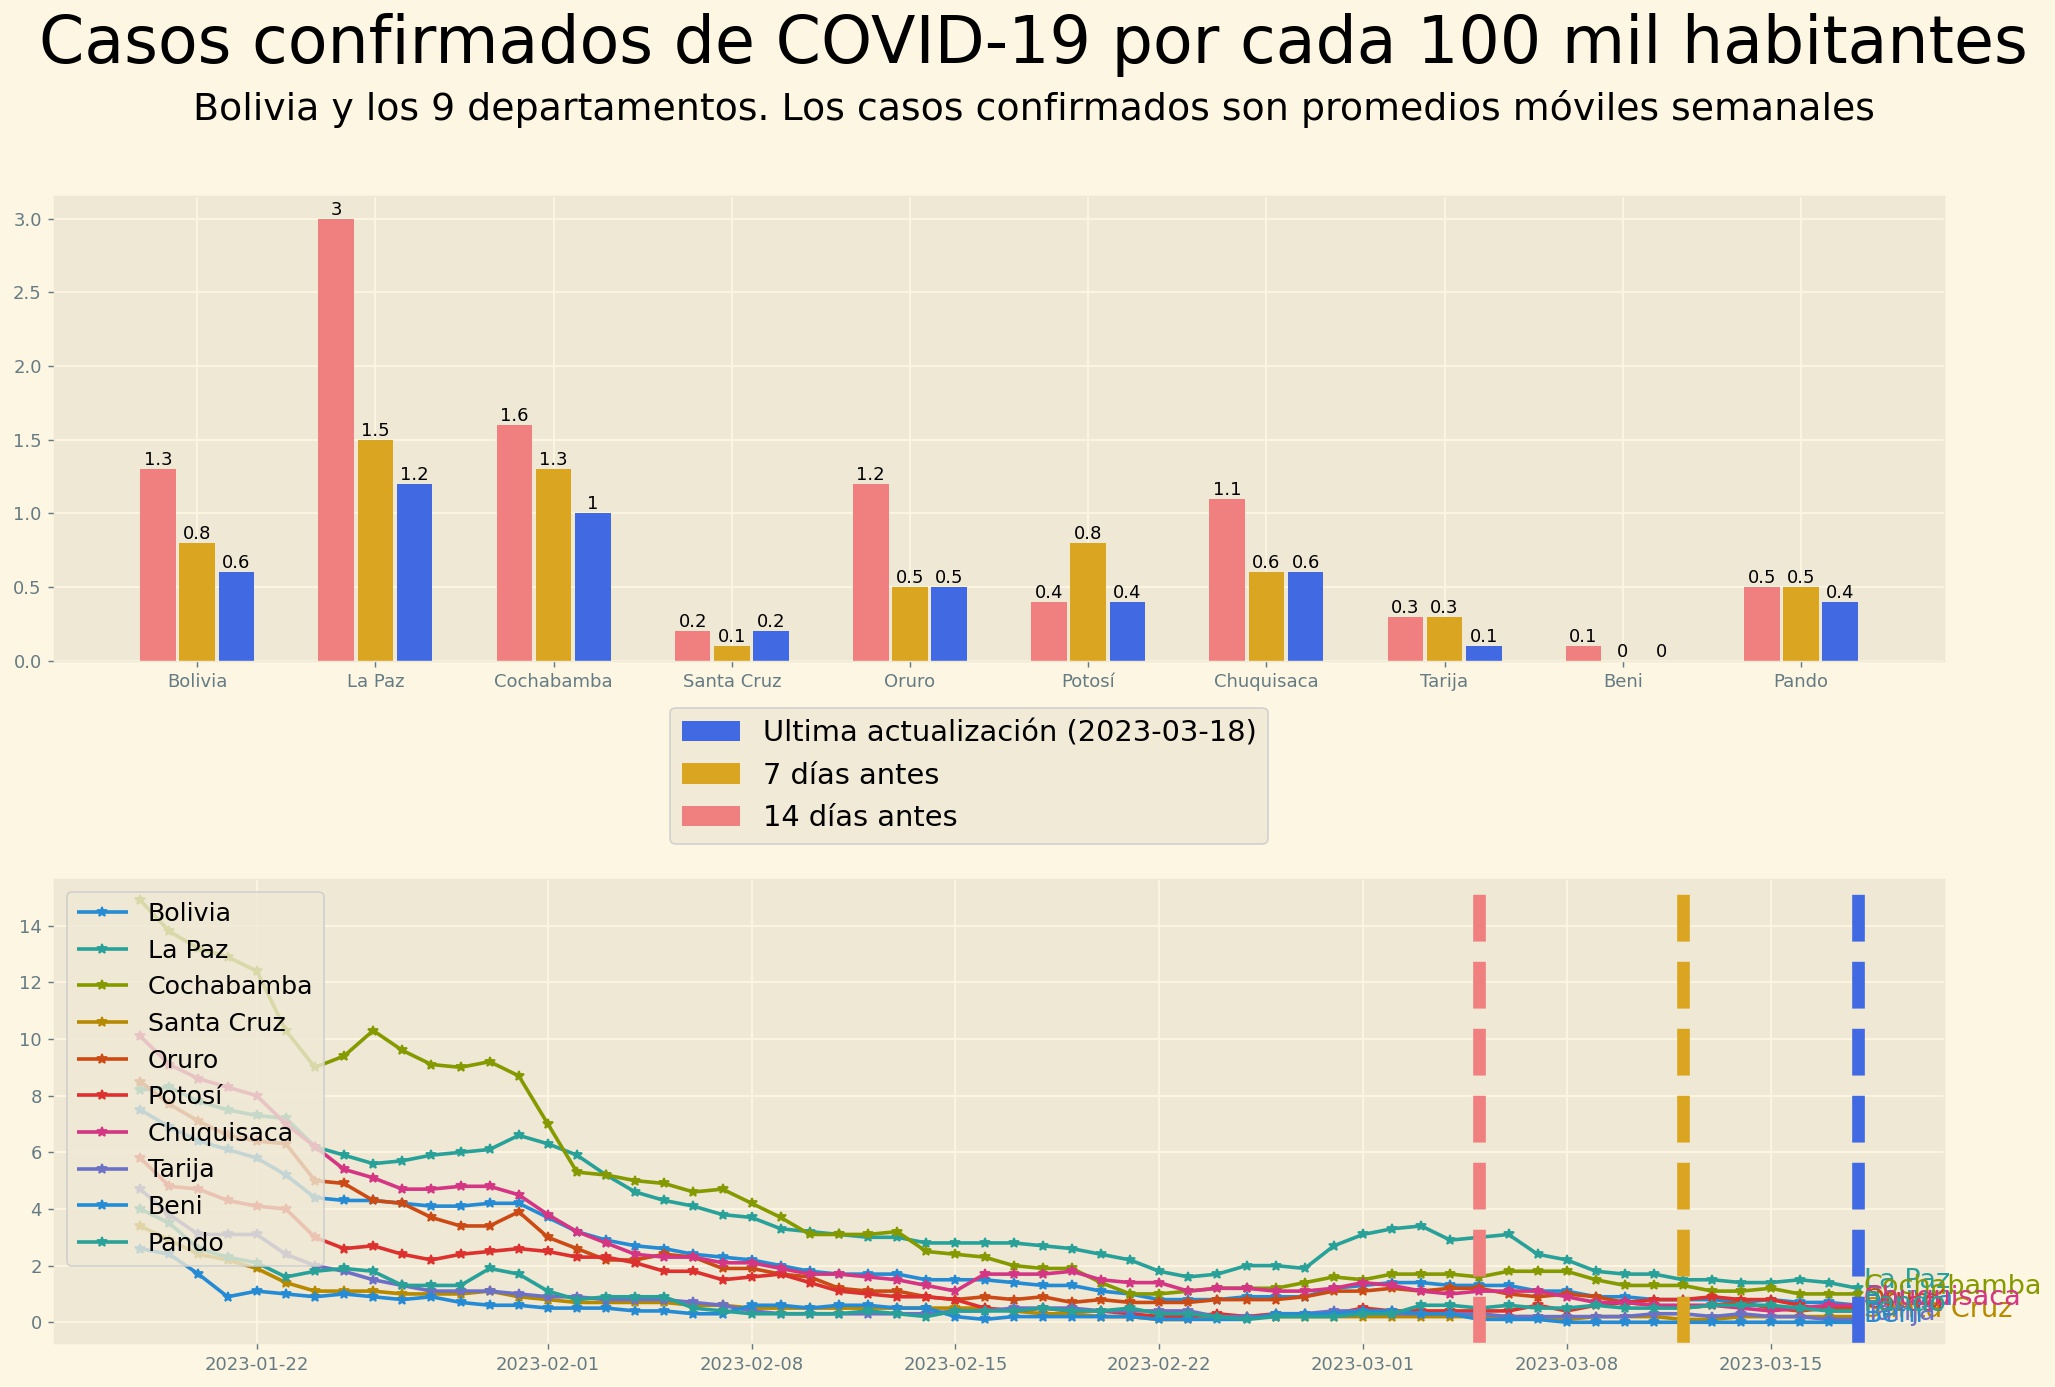 Casos confirmados de COVID-19 por cada 100 mil habitantes
Bolivia y los 9 departamentos. Los casos confirmados son promedios móviles semanales
3.0
2.5
2.0
1.5
1.0
0.5
0.0
1.3
0.8
0.6
3
1.5
1.2
1.6
1.3
1
0.2
0.1
0.2
1.2
0.5
0.5
0.4
0.8
0.4
1.1
0.6
0.6
0.3
0.3
0.1
0.1
0
0
0.5
0.5
0.4
Bolivia La Paz Cochabamba Santa Cruz Oruro Potosí Chuquisaca Tarija Beni Pando
Ultima actualización (2023-03-18)
7 días antes
14 días antes
14
12
10
8
6
4
2
0
Bolivia
La Paz
Cochabamba
Santa Cruz
Oruro
Potosí
Chuquisaca
Tarija
Beni
Pando
La Paz
Cochabamba
Chuquisaca
Cruz
Beni
2023-01-22 2023-02-01 2023-02-08 2023-02-15 2023-02-22 2023-03-01 2023-03-08 2023-03-15